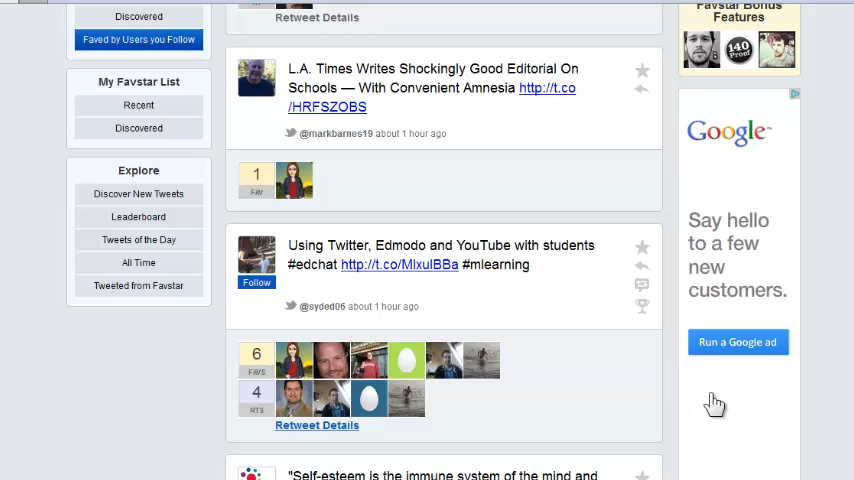 Discovered
Faved by Users you Follow
My Favstar List
Recent
Discovered
Explore
Discover New Tweets
Leaderboard
Tweets of the Day
All Time
Tweeted from Favstar
Retweet Details
L.A. Times Writes Shockingly Good Editorial On
Schools — With Convenient Amnesia http://t.co
/HRFSZOBS
@markbarnes19 about 1 hour ago
1
FAV
Using Twitter, Edmodo and YouTube with students
#edchat http://t.co/MlxulBBa #mlearning
Follow
@syded06 about 1 hour ago
6
FAVS
4
RTS
Retweet Details
"Self-esteem is the immune system of the mind and
Favstar Bonus
Features
140
Proof
Google™
Say hello
to a few
new
customers.
Run a Google ad